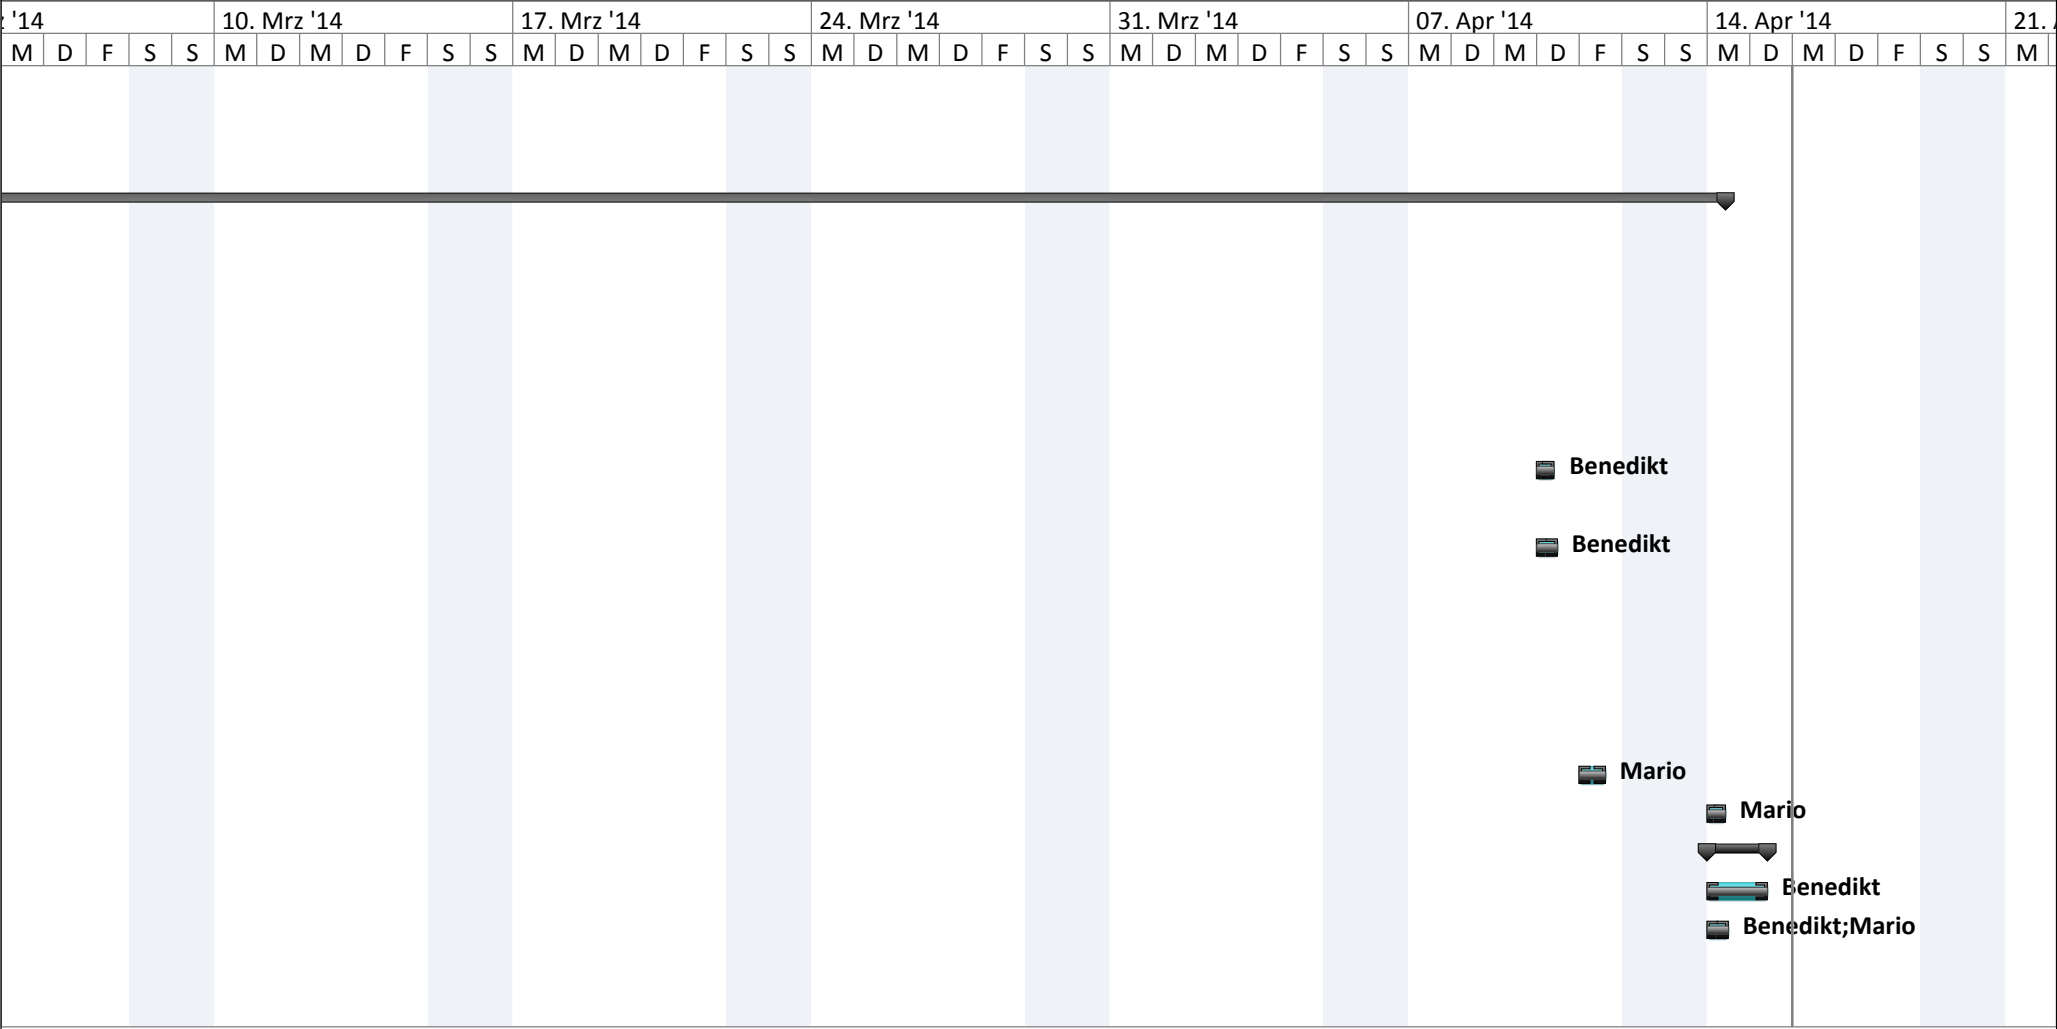 '14 10. Mrz '14 17. Mrz '14 24. Mrz '14 31. Mrz '14 07. Apr '14 14. Apr '14 21.
M D F S S M D M D F S S M D M D F S S M D M D F S S M D M D F S S M D M D F S S M D M D F S S M
Benedikt
Benedikt
Mario
Mario
Benedikt
Benedikt;Mario